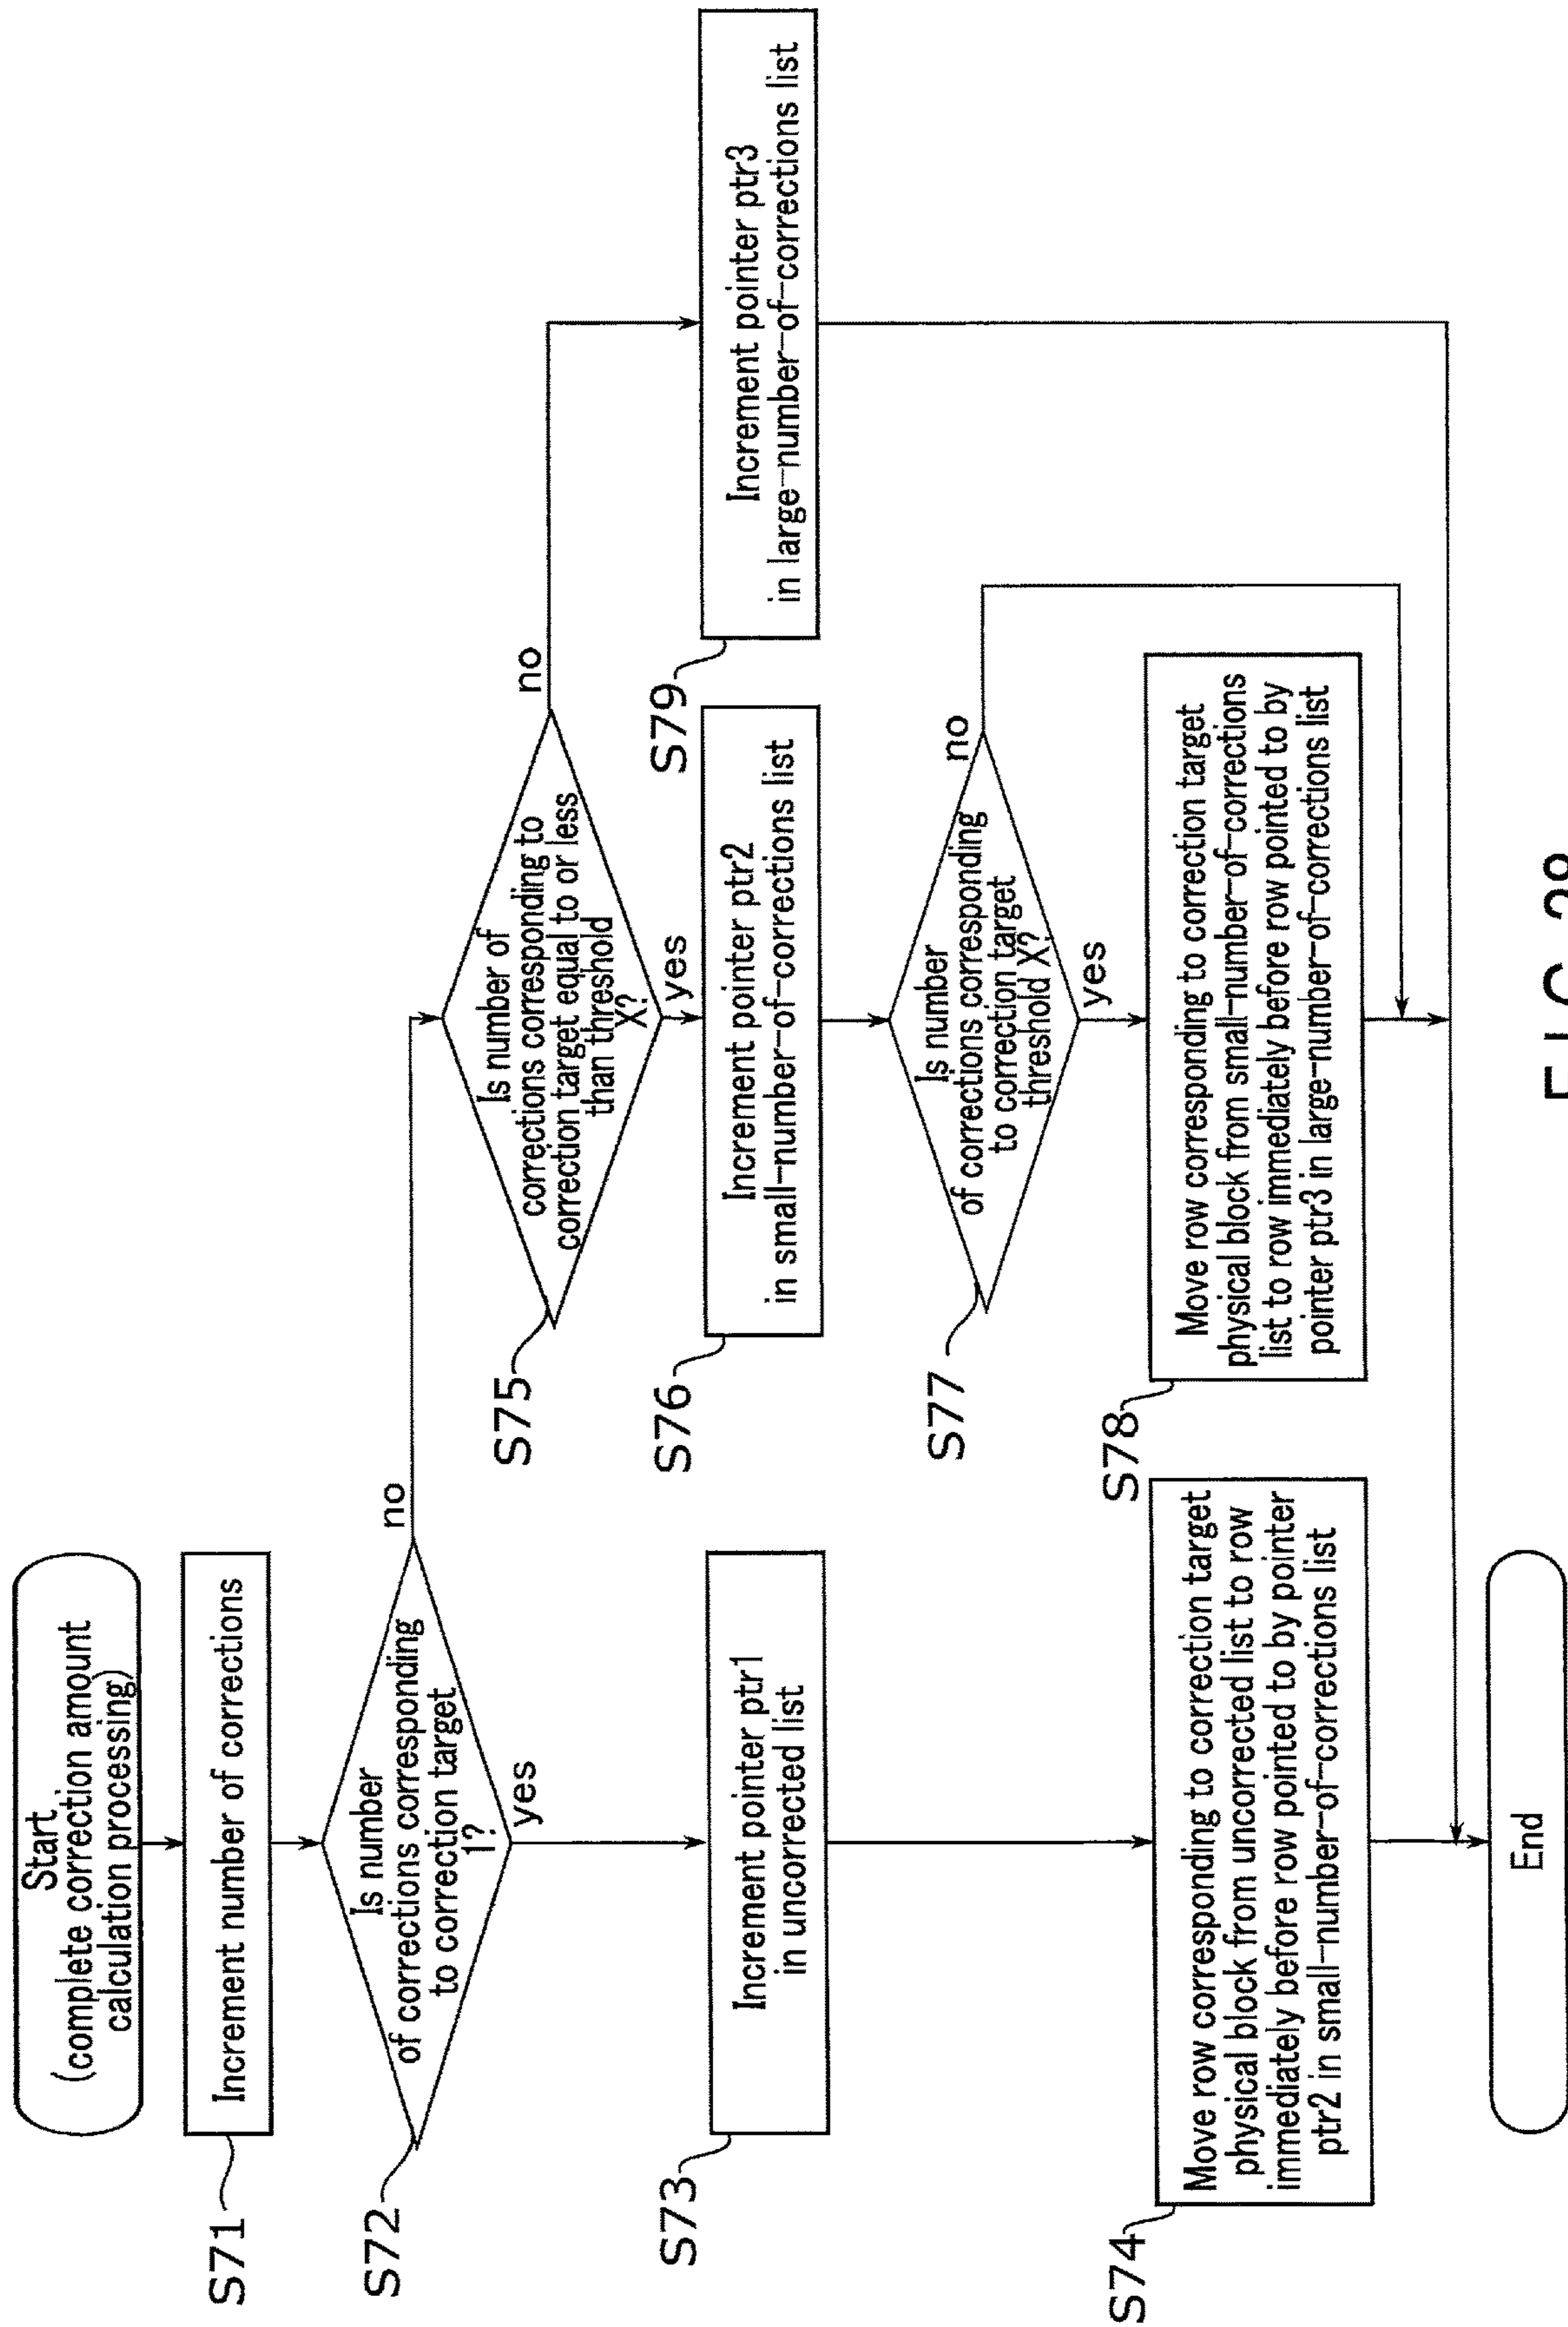 Start
(complete correction amount
calculation processing)
S71
Increment number of corrections
S72
Is number
of corrections corresponding
to correction target
1?
no
yes
S73
Increment pointer ptr1
in uncorrected list
S74
Move row corresponding to correction target
physical block from uncorrected list to row
immediately before row pointed to by pointer
ptr2 in small-number-of-corrections list
S75
Is number of
corrections corresponding to
correction target equal to or less
than threshold
X?
no
yes
S76
Increment pointer ptr2
in small-number-of-corrections list
S77
Is number
of corrections corresponding
to correction target
threshold X?
no
yes
S78
Move row corresponding to correction target
physical block from small-number-of-corrections
list to row immediately before row pointed to by
pointer ptr3 in large-number-of-corrections list
S79
Increment pointer ptr3
in large-number-of-corrections list
End